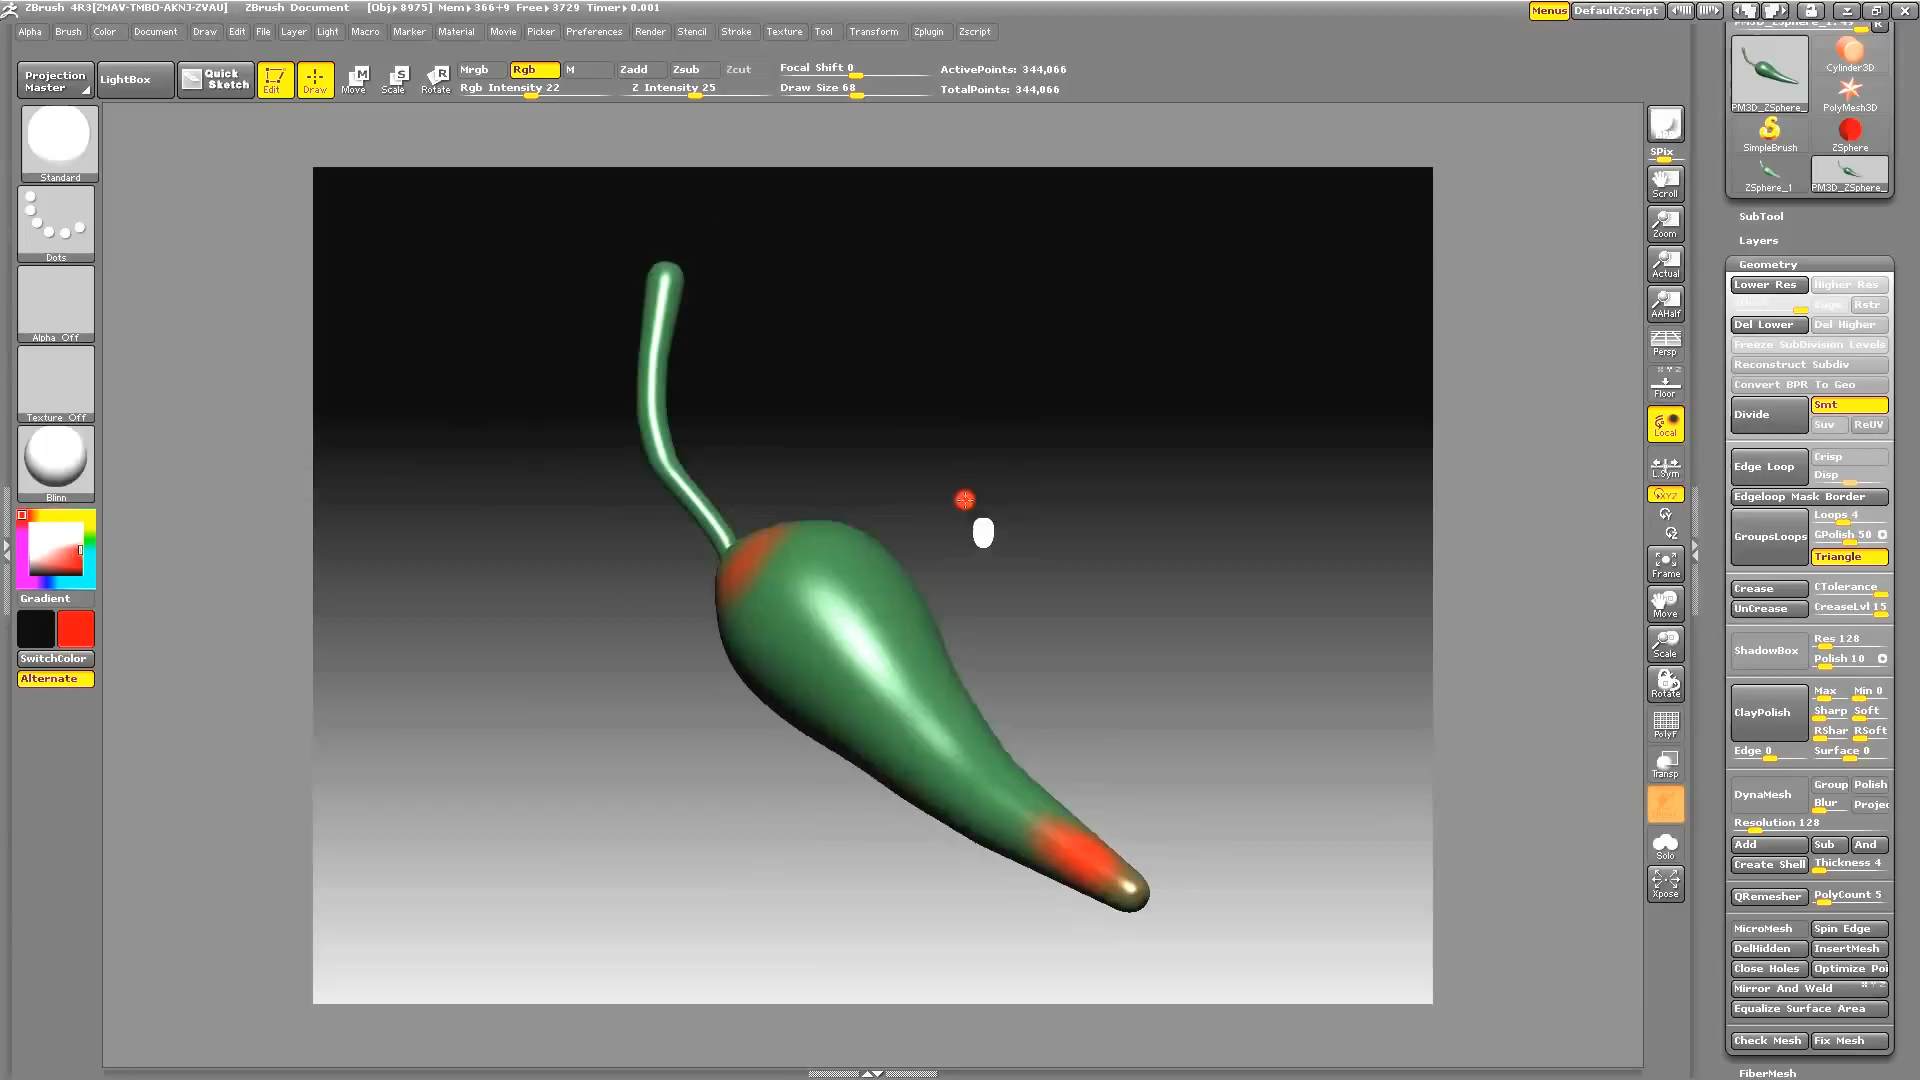 ZBrush 4R3[ZMAV-TMBO-AKNJ-ZVAU] ZBrush Document [Obj▸8975] Mem▸366+9 Free▸3729 Timer▸0.001 Menus DefaultZScript
Alpha Brush Color Document Draw Edit File Layer Light Macro Marker Material Movie Picker Preferences Render Stencil Stroke Texture Tool Transform Zplugin Zscript
Projection Master
LightBox
Quick Sketch
Edit
Draw
Move
Scale
Rotate
Mrgb Rgb M Zadd Zsub Zcut
Rgb Intensity 22 Z Intensity 25
Focal Shift 0
Draw Size 68
ActivePoints: 344,066
TotalPoints: 344,066
Standard
Dots
Alpha Off
Texture Off
Blinn
Gradient
SwitchColor
Alternate
SPix
Scroll
Zoom
Actual
AAHalf
Persp
Floor
Local
L.Sym
XYZ
Frame
Move
Scale
Rotate
PolyF
Transp
Solo
Xpose
PM3D_ZSphere_ Cylinder3D
PolyMesh3D
SimpleBrush ZSphere
ZSphere_1 PM3D_ZSphere_
SubTool
Layers
Geometry
Lower Res Higher Res
Rstr
Del Lower Del Higher
Freeze SubDivision Levels
Reconstruct Subdiv
Convert BPR To Geo
Divide Smt
Suv ReUV
Edge Loop Crisp
Disp
Edgeloop Mask Border
GroupsLoops Loops 4
GPolish 50
Triangle
Crease CTolerance
UnCrease CreaseLvl 15
ShadowBox Res 128
Polish 10
ClayPolish Max Min 0
Sharp Soft
RShar RSoft
Edge 0 Surface 0
DynaMesh Group Polish
Blur Projec
Resolution 128
Add Sub And
Create Shell Thickness 4
QRemesher PolyCount 5
MicroMesh Spin Edge
DelHidden InsertMesh
Close Holes Optimize Poi
Mirror And Weld
Equalize Surface Area
Check Mesh Fix Mesh
FiberMesh